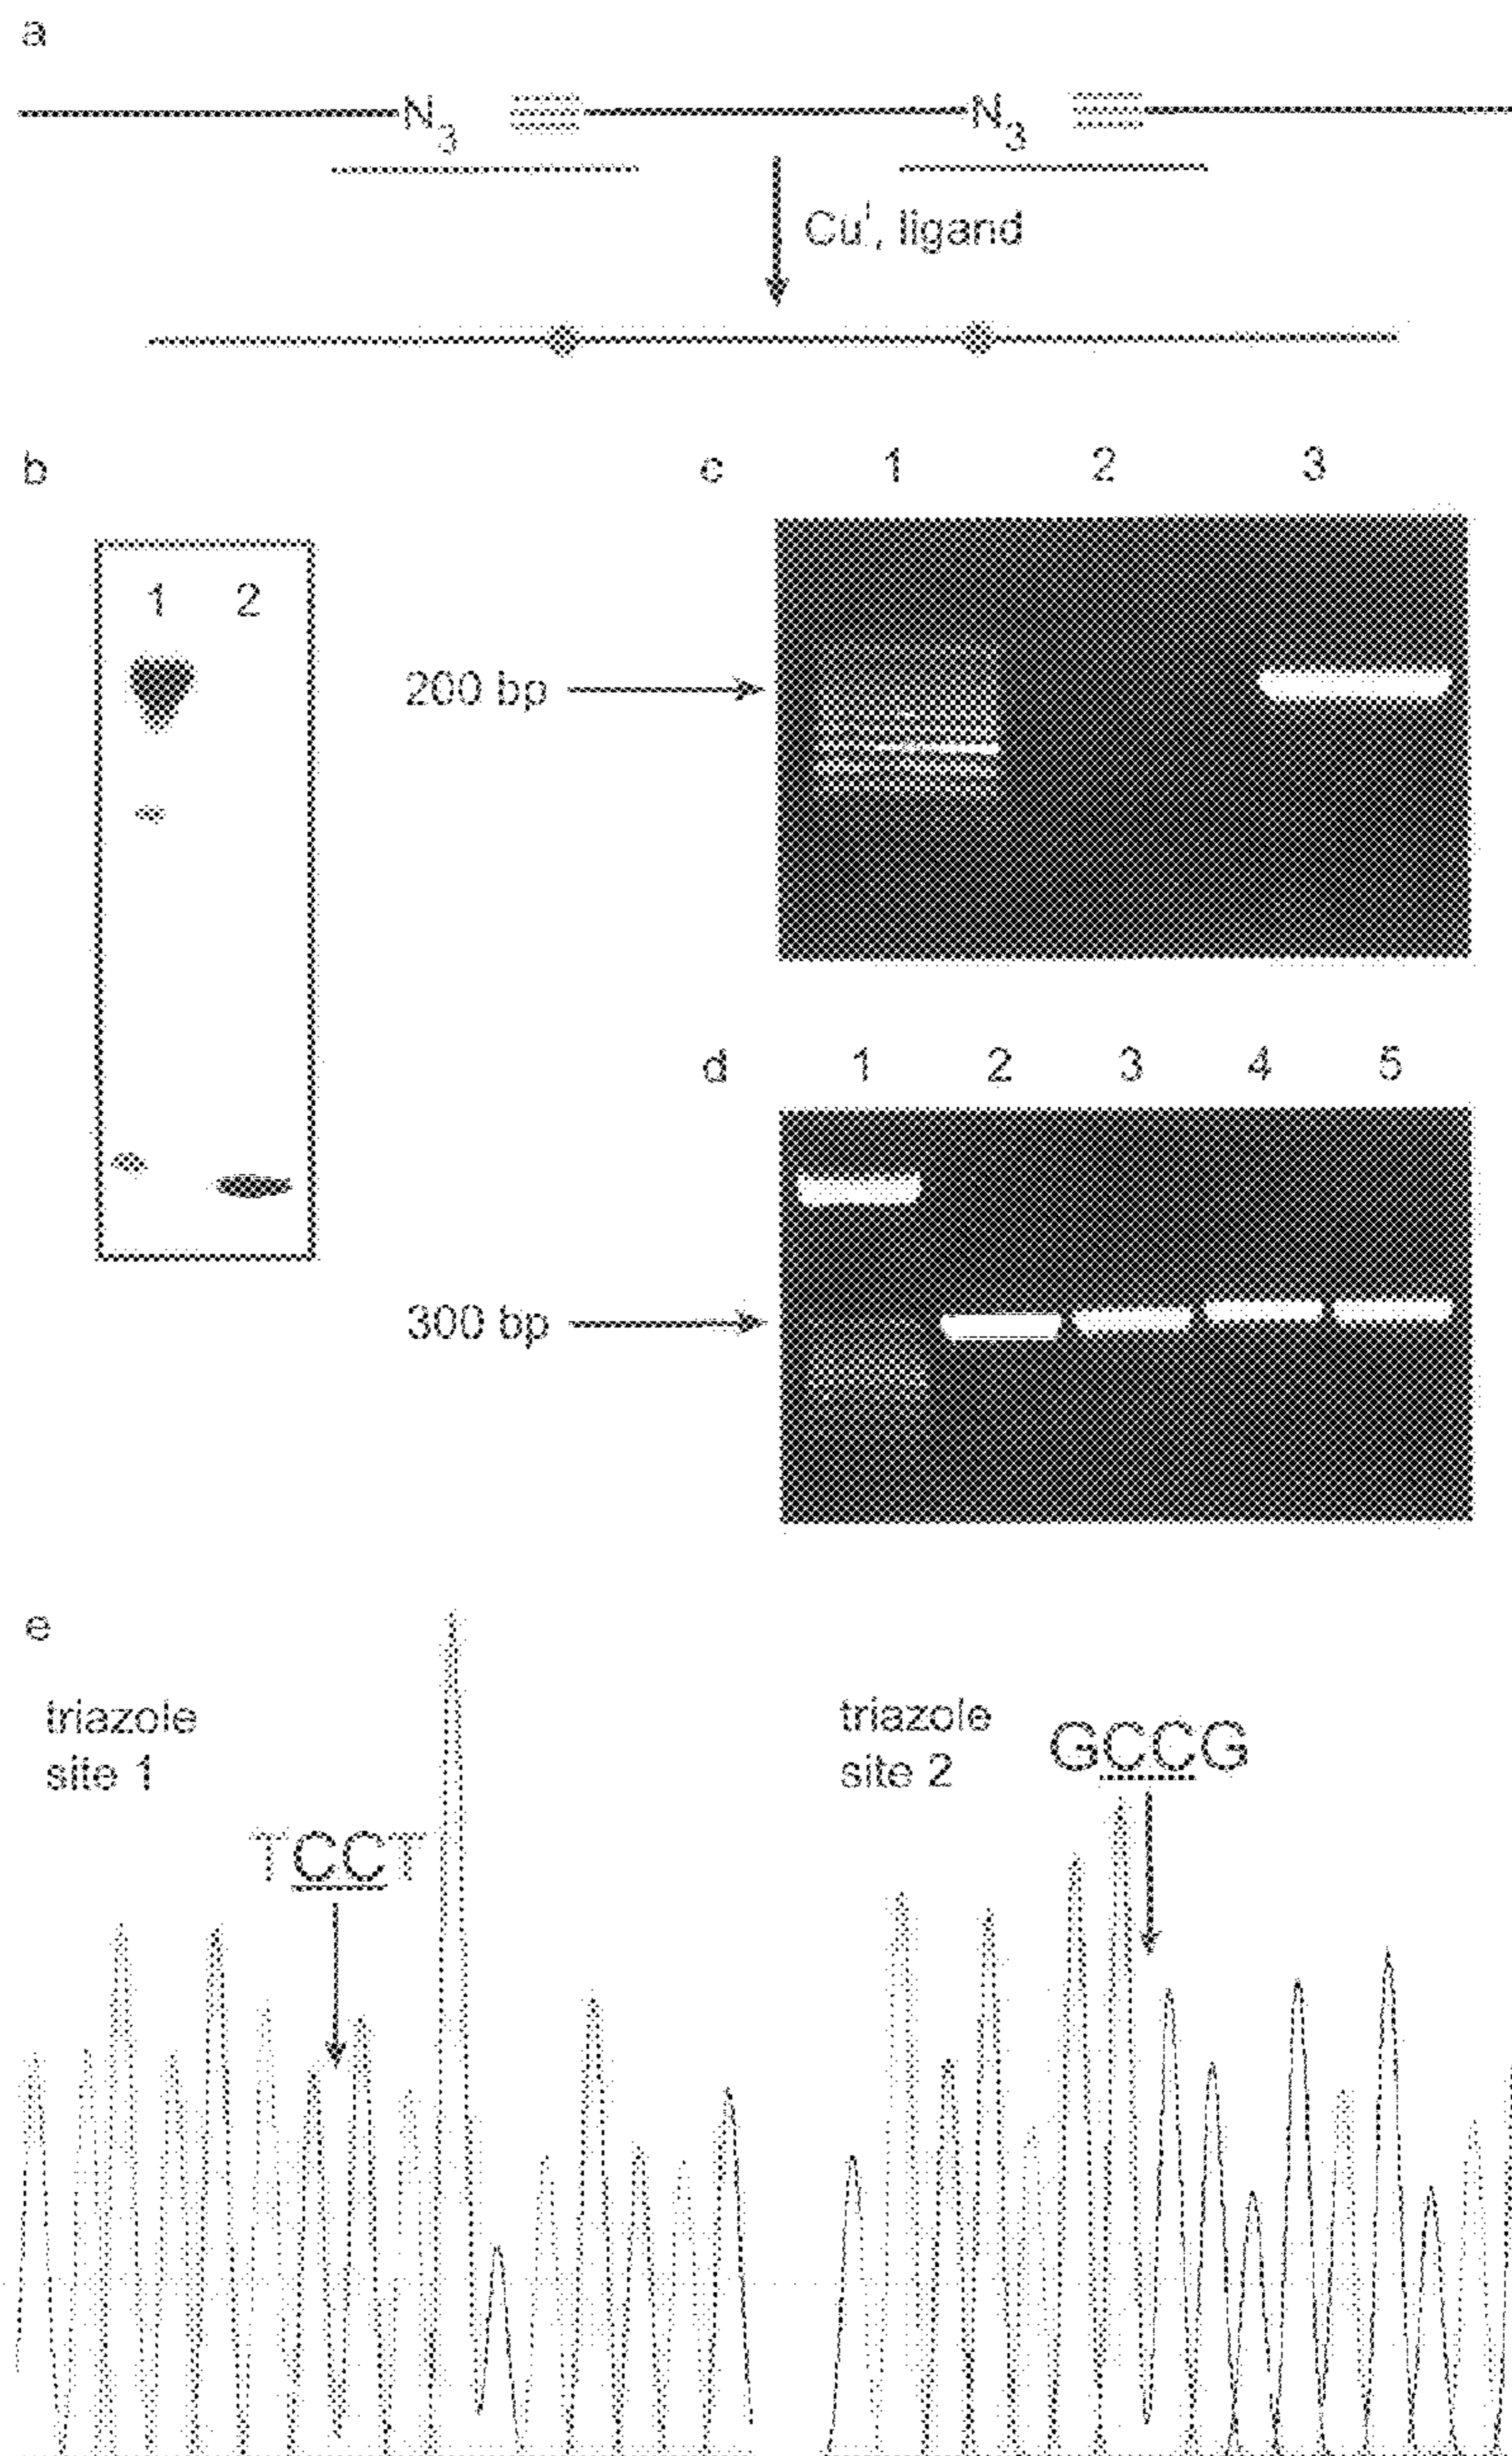 a
N3 N3
Cuᴵ, ligand
b
1 2
c 1 2 3
200 bp
d 1 2 3 4 5
300 bp
e
triazole
site 1
TCCT
triazole
site 2
GCCG